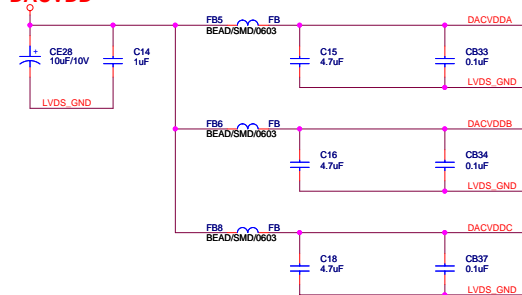 DACVDD
FB5 FB
BEAD/SMD/0603
DACVDDA
CE28
10uF/10V
C14
1uF
C15
4.7uF
CB33
0.1uF
LVDS_GND
LVDS_GND
FB6 FB
BEAD/SMD/0603
DACVDDB
C16
4.7uF
CB34
0.1uF
LVDS_GND
FB8 FB
BEAD/SMD/0603
DACVDDC
C18
4.7uF
CB37
0.1uF
LVDS_GND